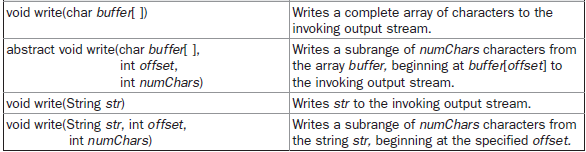 void write(char buffer[ ])
Writes a complete array of characters to the
invoking output stream.
abstract void write(char buffer[ ],
int offset,
int numChars)
Writes a subrange of numChars characters from
the array buffer, beginning at buffer[offset] to
the invoking output stream.
void write(String str)
Writes str to the invoking output stream.
void write(String str, int offset,
int numChars)
Writes a subrange of numChars characters from
the string str, beginning at the specified offset.